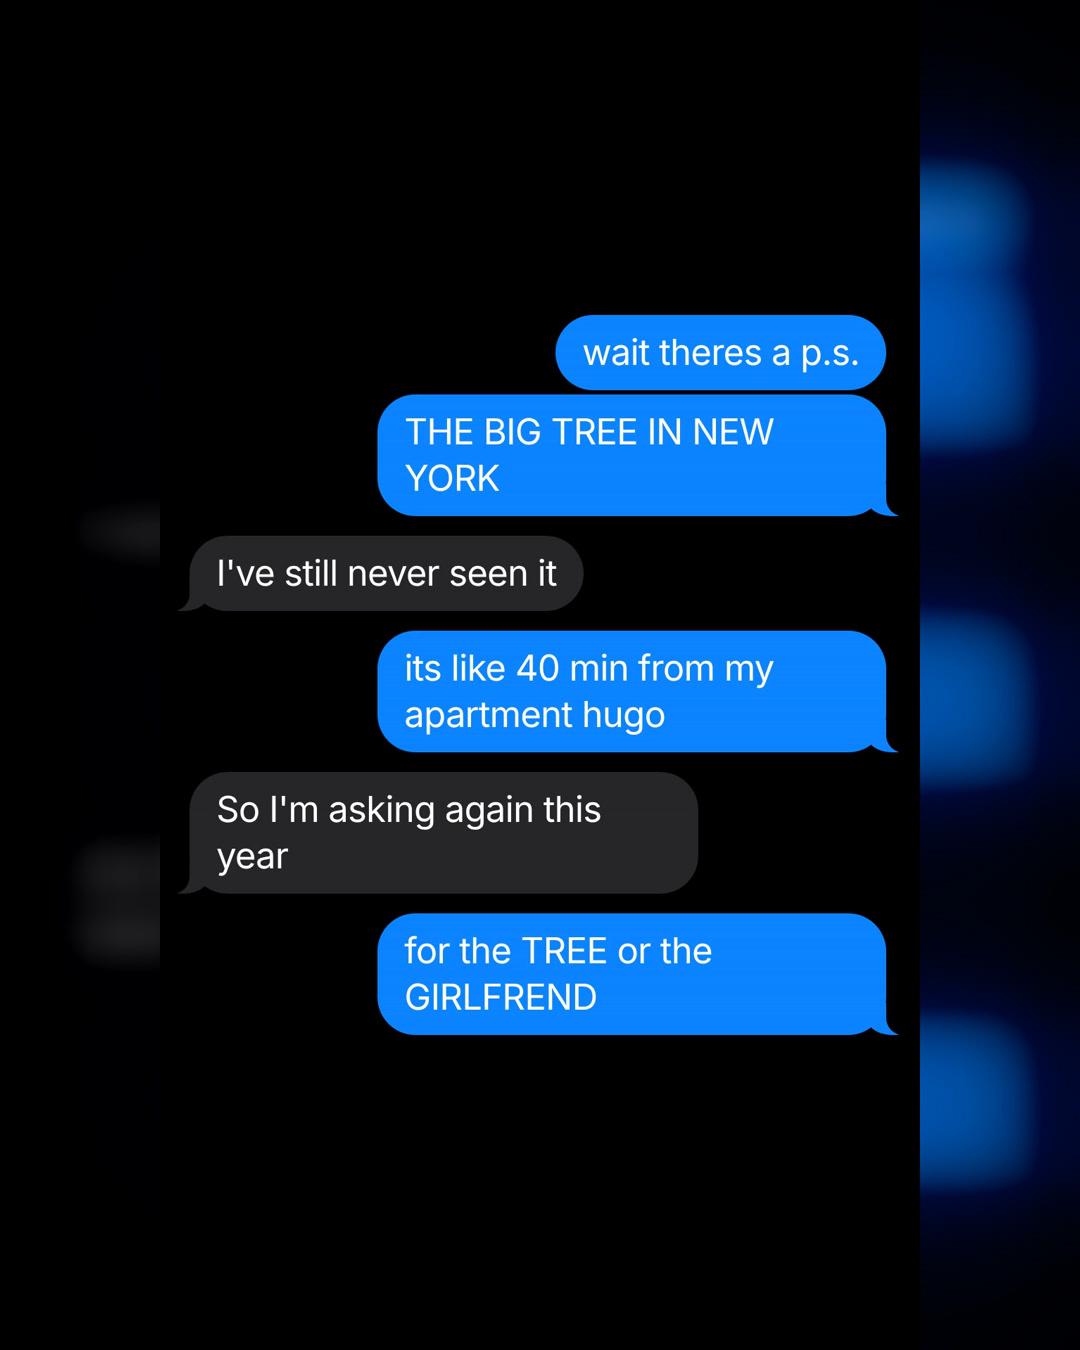 wait theres a p.s.
THE BIG TREE IN NEW
YORK
I've still never seen it
its like 40 min from my
apartment hugo
So I'm asking again this
year
for the TREE or the
GIRLFREND